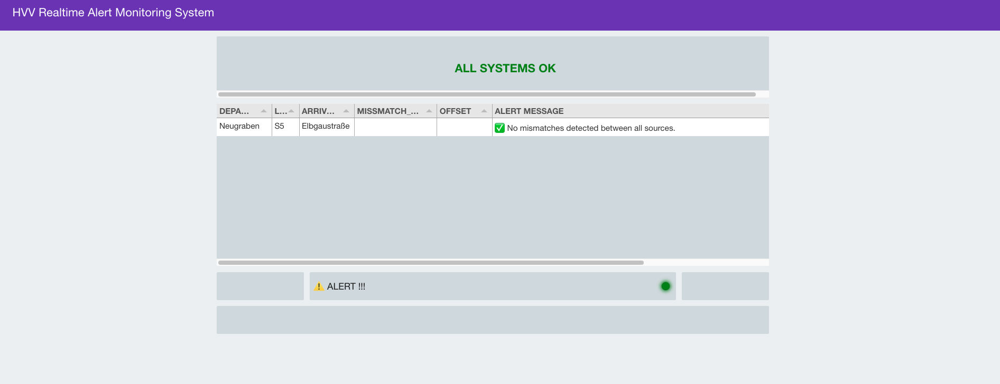 HVV Realtime Alert Monitoring System
ALL SYSTEMS OK
DEPA... L... ARRIV... MISSMATCH_... OFFSET ALERT MESSAGE
Neugraben S5 Elbgaustraße ✅ No mismatches detected between all sources.
⚠️ ALERT !!!